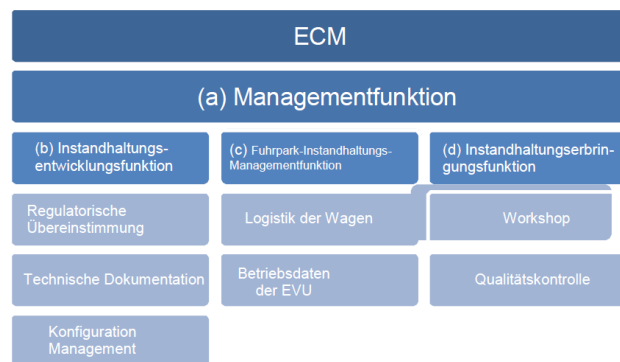 ECM
(a) Managementfunktion
(b) Instandhaltungs-
entwicklungsfunktion
(c) Fuhrpark-Instandhaltungs-
Managementfunktion
(d) Instandhaltungserbrin-
gungsfunktion
Regulatorische
Übereinstimmung
Logistik der Wagen
Workshop
Technische Dokumentation
Betriebsdaten
der EVU
Qualitätskontrolle
Konfiguration
Management